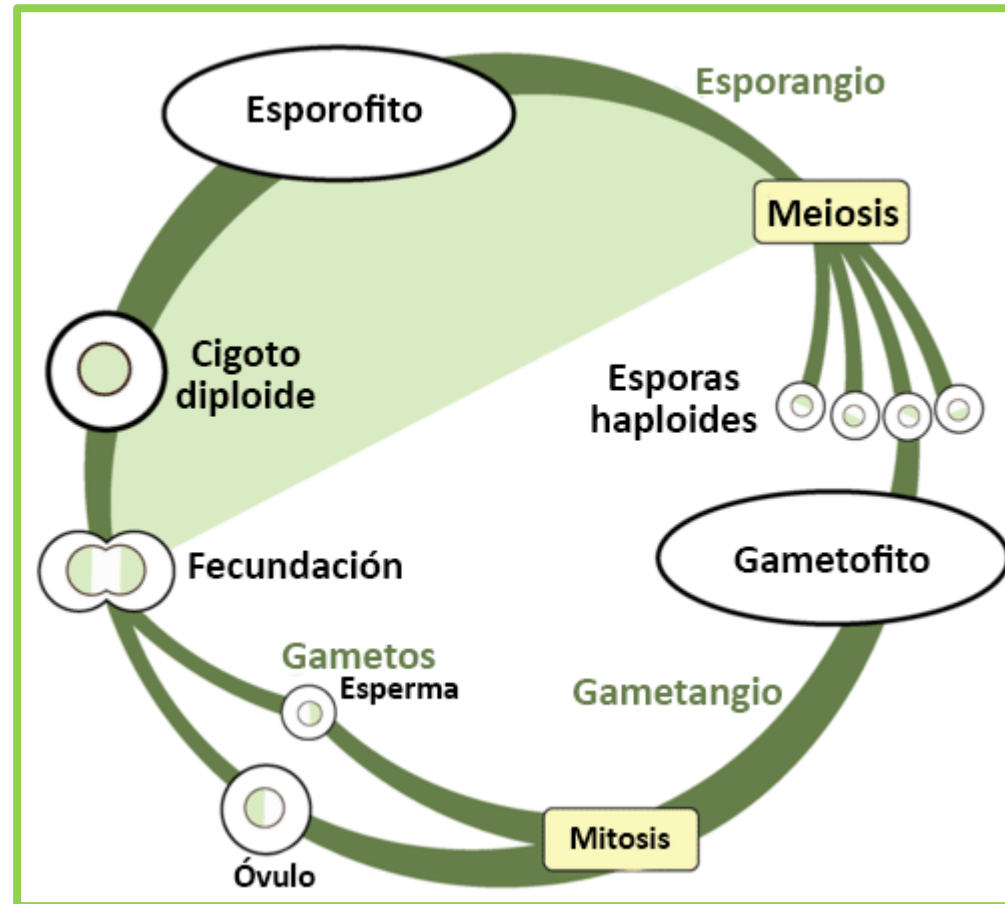 Esporangio
Esporofito
Meiosis
Cigoto
diploide
Esporas
haploides
Fecundación
Gametofito
Gametos
Esperma
Gametangio
Mitosis
Óvulo